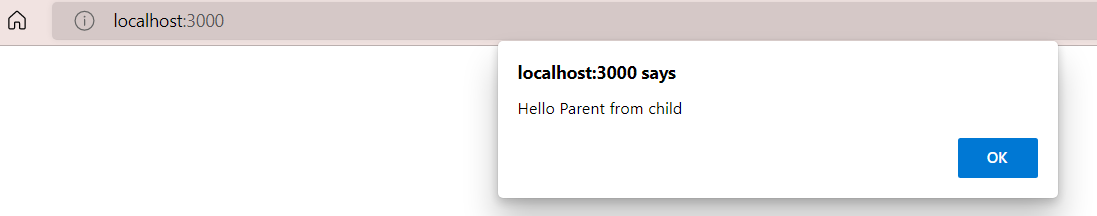 localhost:3000
localhost:3000 says
Hello Parent from child
OK